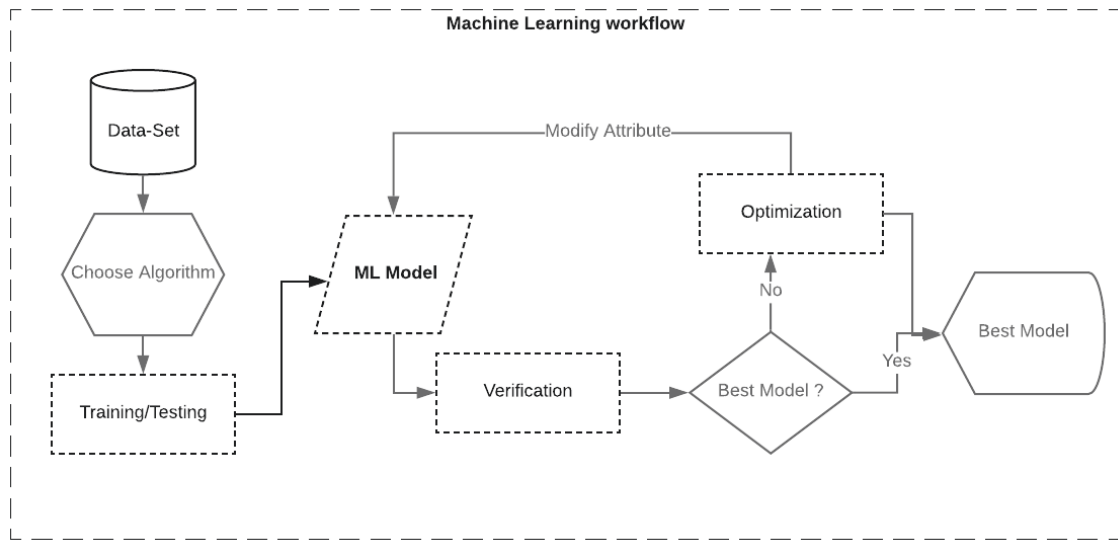 Machine Learning workflow
Data-Set
Choose Algorithm
Training/Testing
ML Model
Modify Attribute
Verification
Best Model ?
No
Optimization
Yes
Best Model